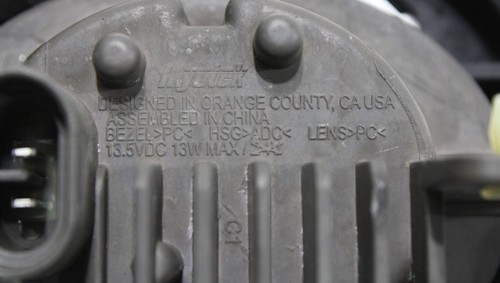 DESIGNED IN ORANGE COUNTY, CA USA
ASSEMBLED IN CHINA
BEZEL>PC< HSG>ADC< LENS>PC<
13.5VDC 13W MAX
C1